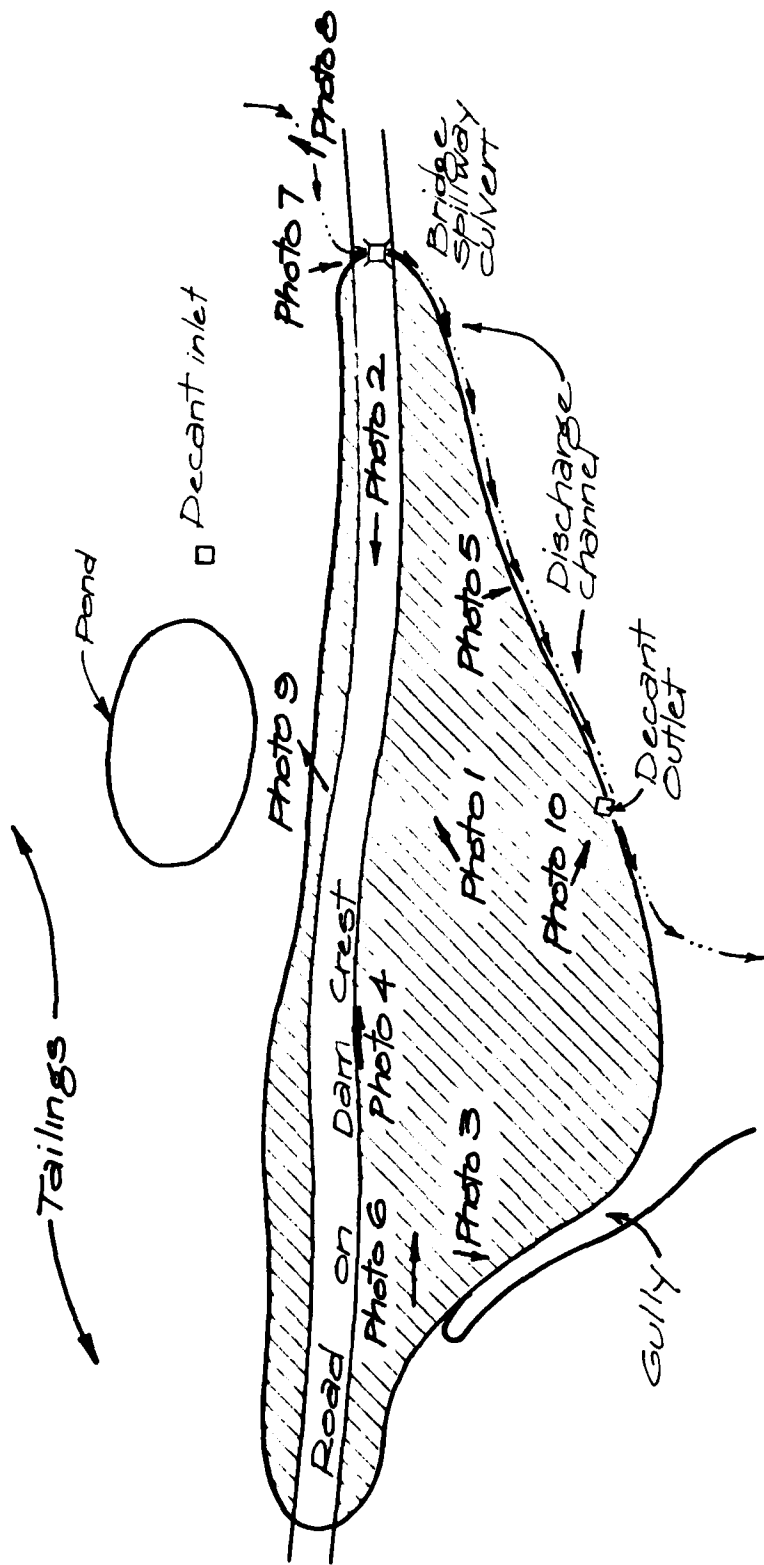 Tailings
Pond
Decant inlet
Photo 7
Photo 8
Photo 9
Photo 2
Road on Dam Crest
Bridge
Spillway
culvert
Photo 6
Photo 4
Photo 1
Photo 5
Photo 3
Photo 10
Discharge
channel
Decant
Outlet
Gully